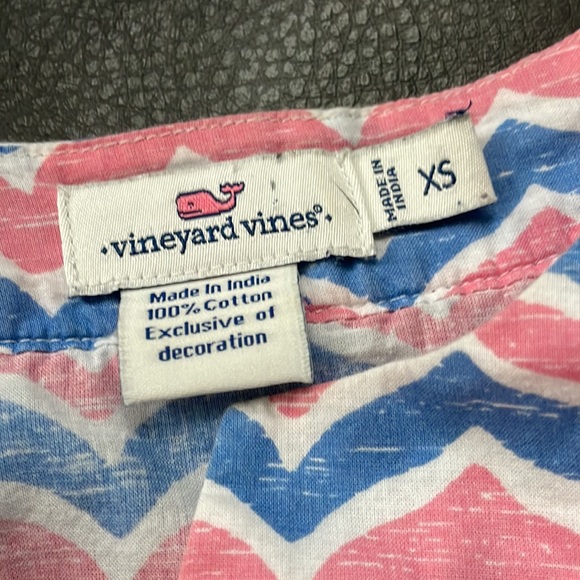 ·vineyard vines®·
MADE IN
INDIA
XS
Made In India
100% Cotton
Exclusive of
decoration